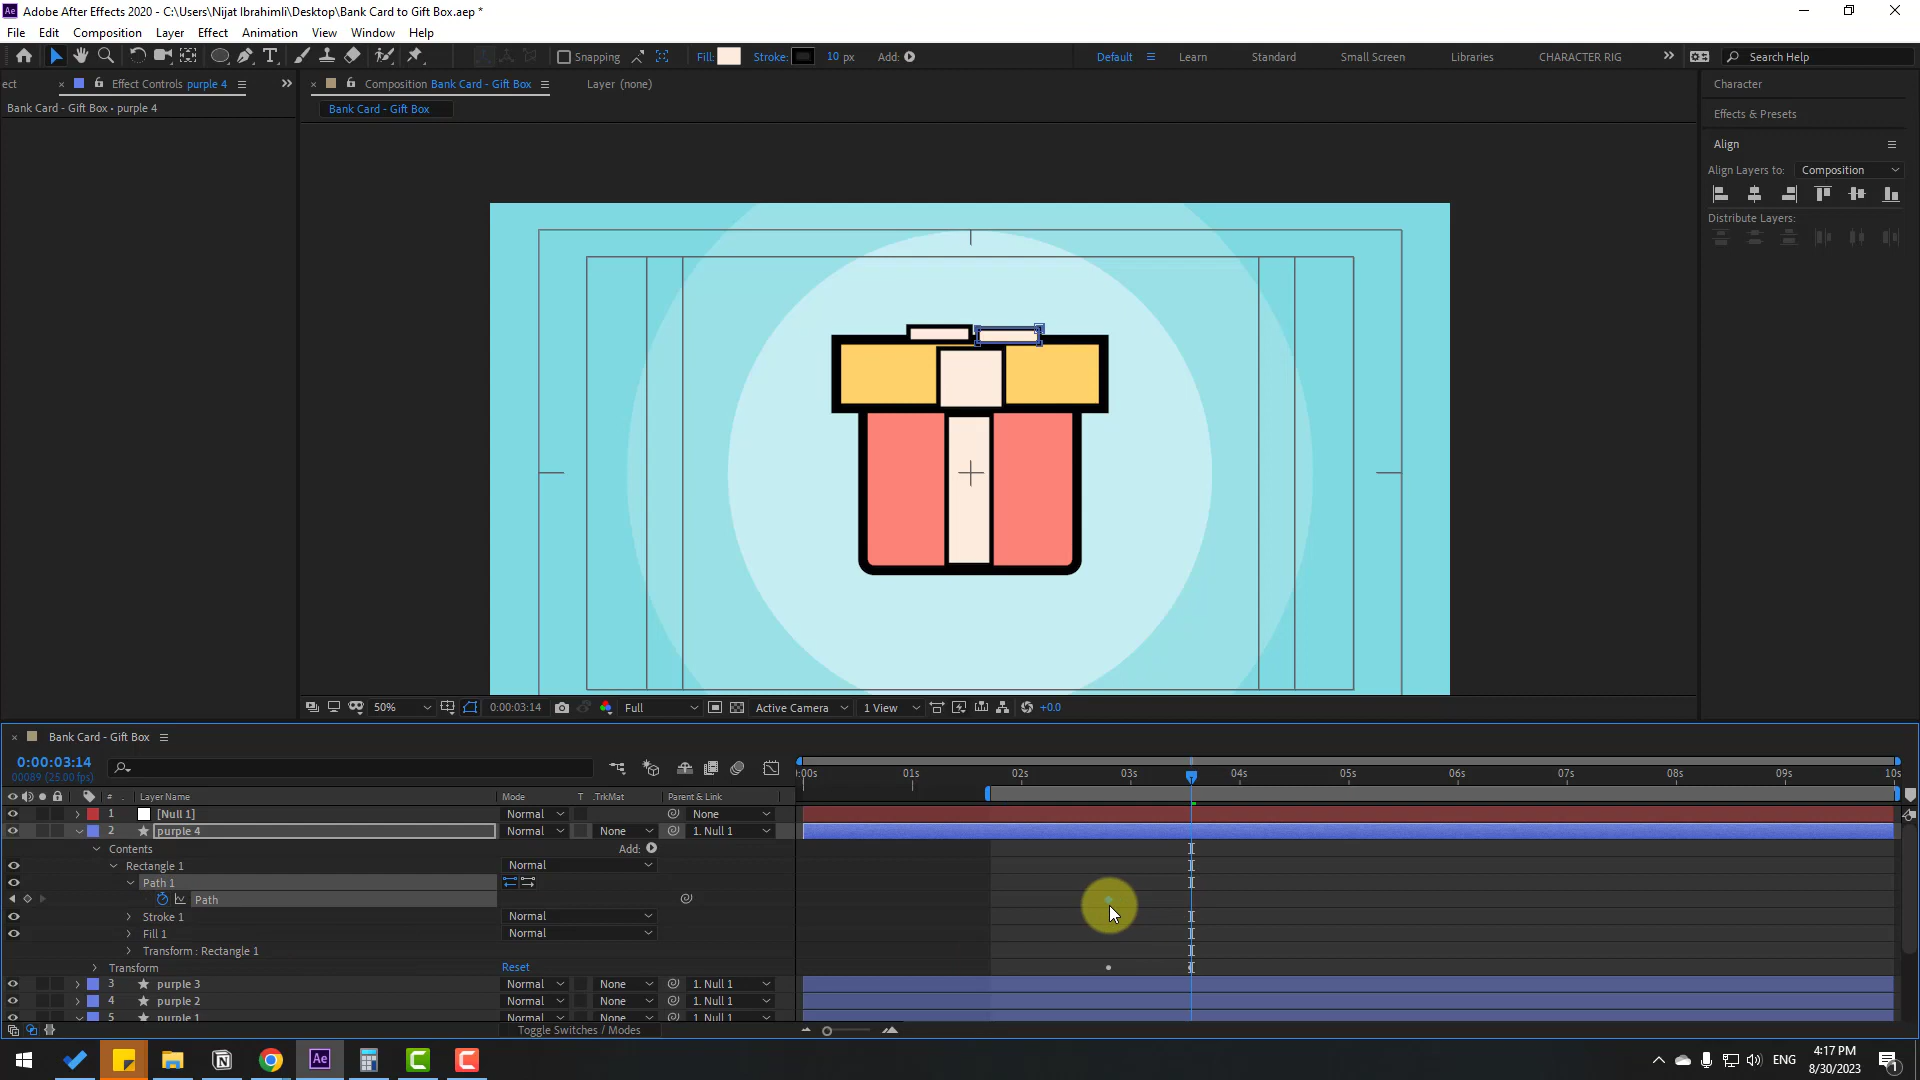 Adobe After Effects 2020 - C:\Users\Nijat Ibrahimli\Desktop\Bank Card to Gift Box.aep *
File Edit Composition Layer Effect Animation View Window Help
Snapping Fill: Stroke: 10 px Add: Default Learn Standard Small Screen Libraries CHARACTER RIG Search Help
ect Effect Controls purple 4 Composition Bank Card - Gift Box Layer (none) Character
Bank Card - Gift Box • purple 4 Bank Card - Gift Box
Effects & Presets
Align
Align Layers to: Composition
Distribute Layers:
50% 0:00:03:14 Full Active Camera 1 View +0.0
Bank Card - Gift Box
0:00:03:14
00089 (25.00 fps)
:00s 01s 02s 03s 04s 05s 06s 07s 08s 09s 10s
# Layer Name Mode T .TrkMat Parent & Link
1 [Null 1] Normal None
2 purple 4 Normal None 1. Null 1
Contents Add:
Rectangle 1 Normal
Path 1
Path
Stroke 1 Normal
Fill 1 Normal
Transform : Rectangle 1
Transform Reset
3 purple 3 Normal None 1. Null 1
4 purple 2 Normal None 1. Null 1
5 purple 1 Normal None 1. Null 1
Toggle Switches / Modes
Ae ENG 4:17 PM
8/30/2023
1